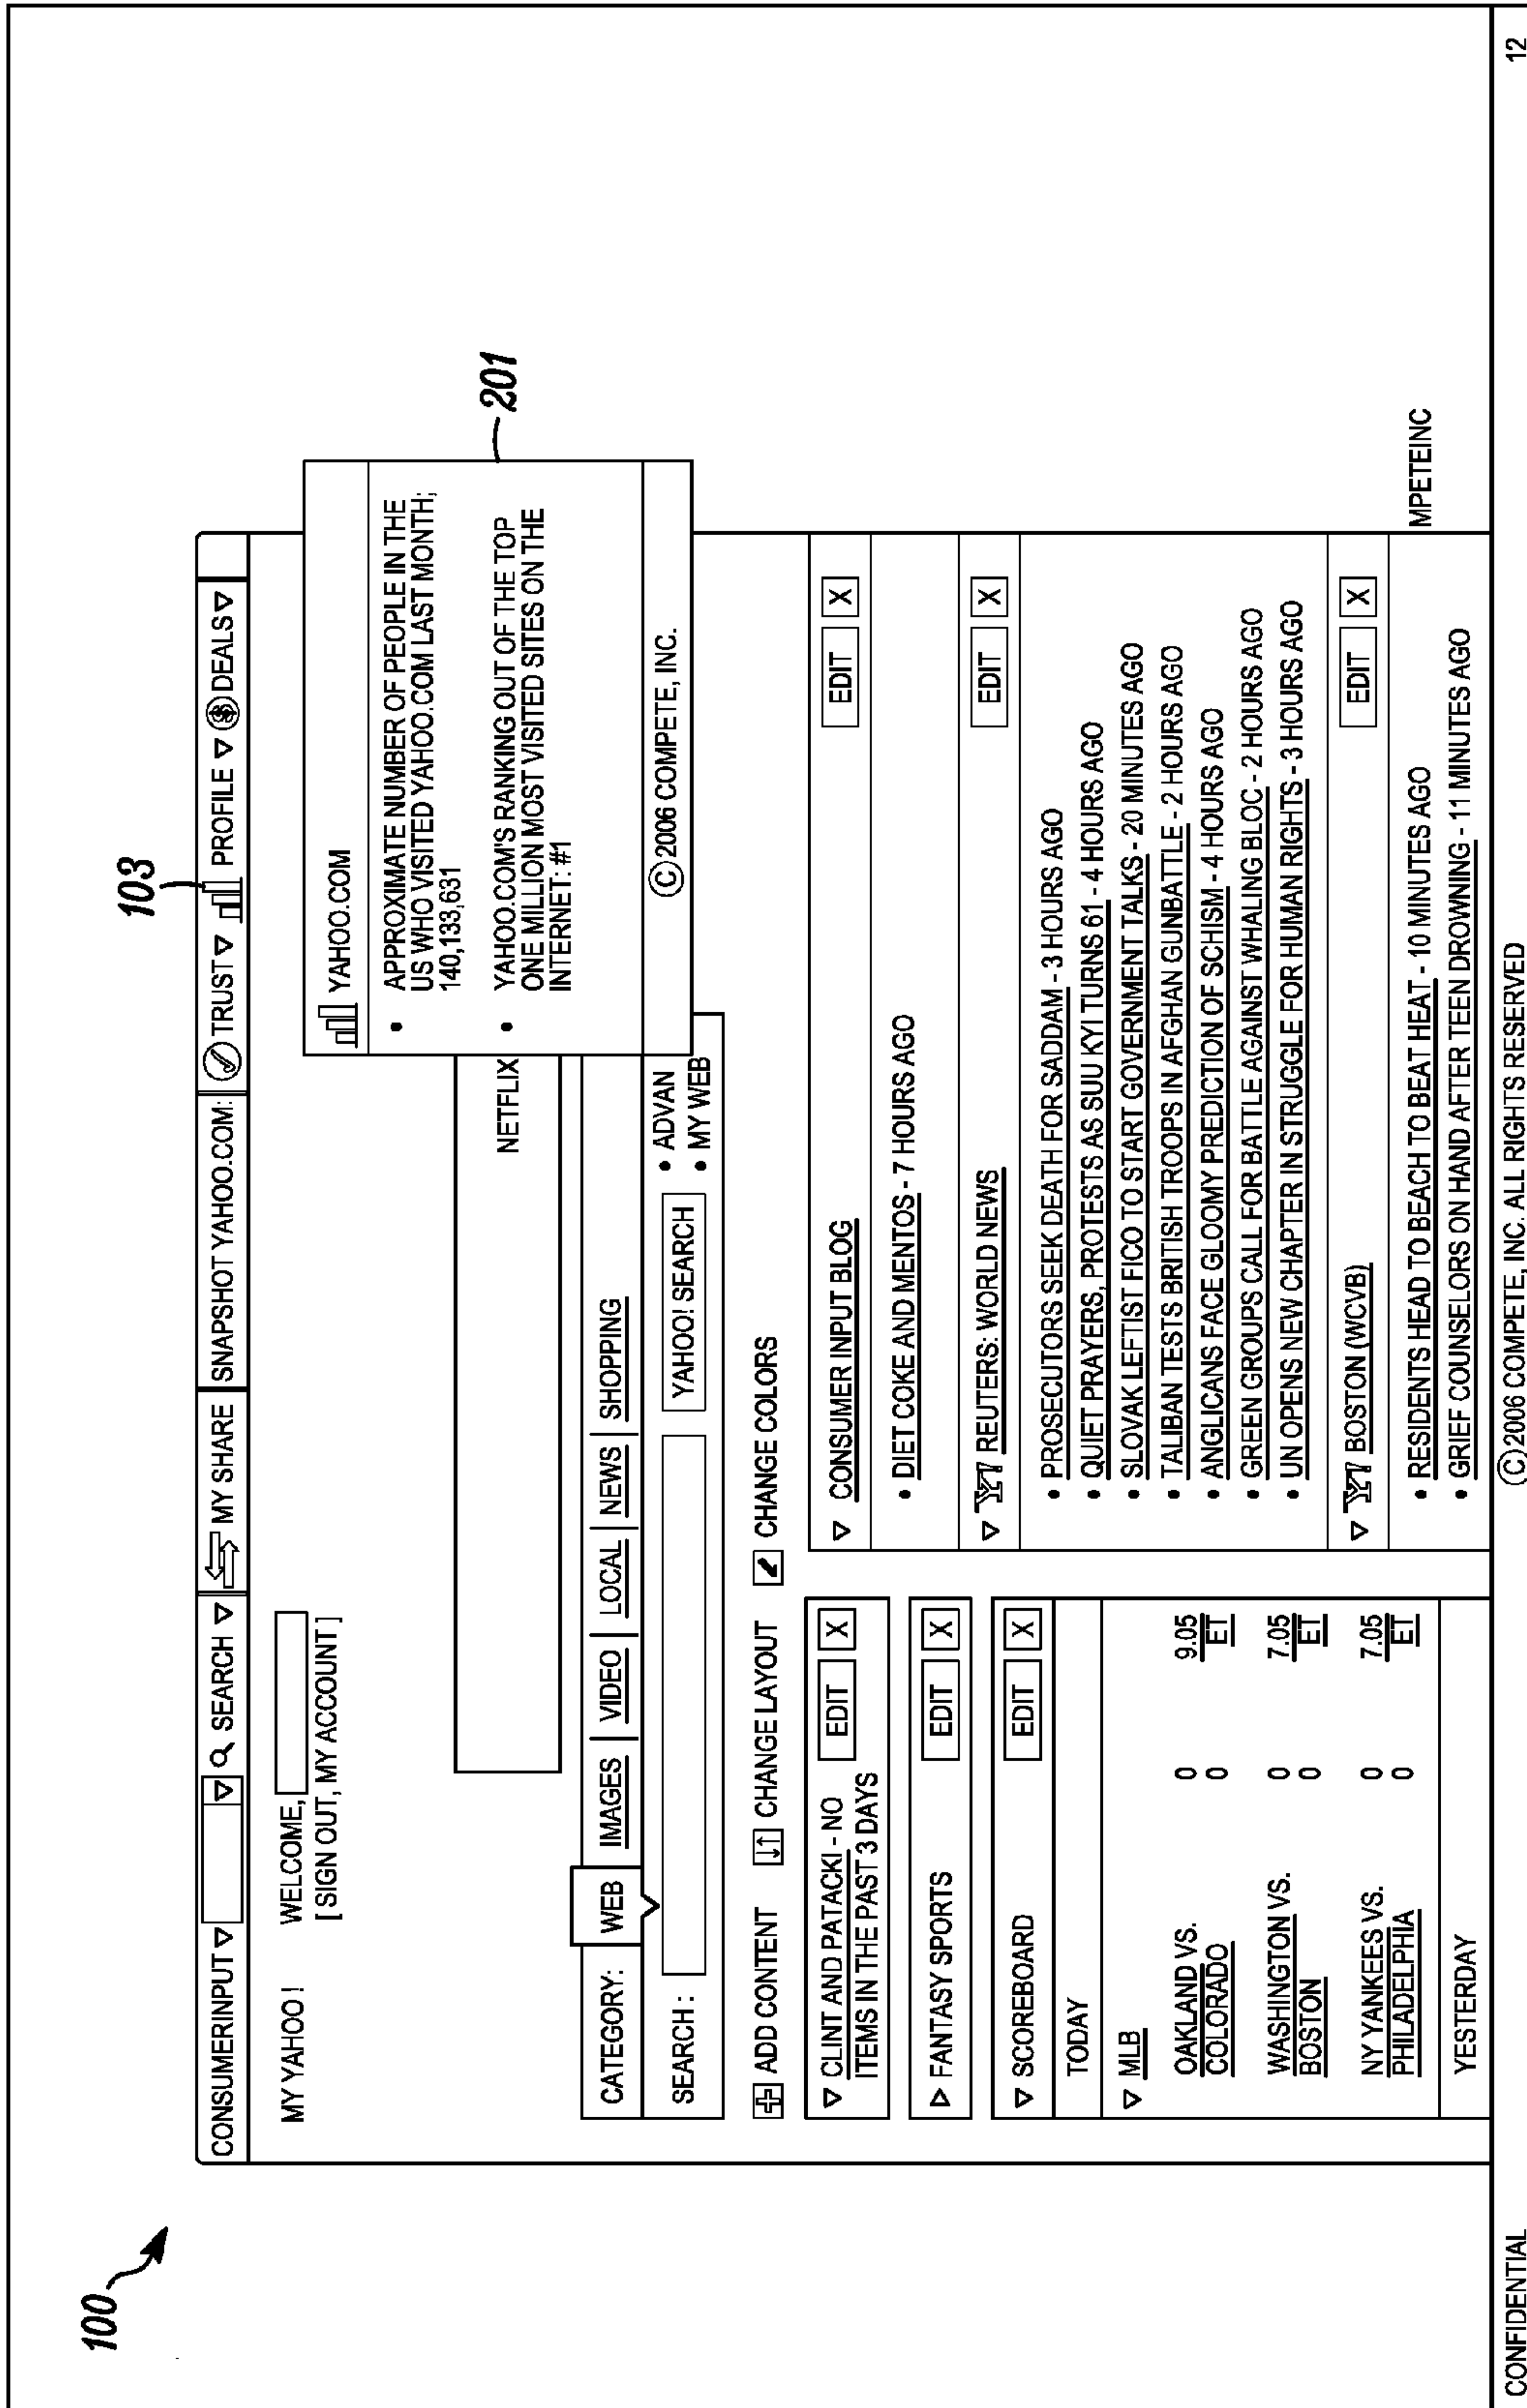 100
103
CONSUMERINPUT SEARCH MY SHARE SNAPSHOT YAHOO.COM: TRUST PROFILE $ DEALS
MY YAHOO! WELCOME,
[ SIGN OUT, MY ACCOUNT ]
YAHOO.COM
• APPROXIMATE NUMBER OF PEOPLE IN THE
US WHO VISITED YAHOO.COM LAST MONTH;
140,133,631
• YAHOO.COM'S RANKING OUT OF THE TOP
ONE MILLION MOST VISITED SITES ON THE
INTERNET: #1
© 2006 COMPETE, INC.
201
NETFLIX
CATEGORY: WEB IMAGES VIDEO LOCAL NEWS SHOPPING
SEARCH: YAHOO! SEARCH
• ADVAN
• MY WEB
ADD CONTENT CHANGE LAYOUT CHANGE COLORS
CLINT AND PATACKI - NO
ITEMS IN THE PAST 3 DAYS
EDIT X
FANTASY SPORTS EDIT X
SCOREBOARD EDIT X
TODAY
MLB
OAKLAND VS. 0 9.05
COLORADO 0 ET
WASHINGTON VS. 0 7.05
BOSTON 0 ET
NY YANKEES VS. 0 7.05
PHILADELPHIA 0 ET
YESTERDAY
CONSUMER INPUT BLOG EDIT X
• DIET COKE AND MENTOS - 7 HOURS AGO
Y! REUTERS: WORLD NEWS EDIT X
• PROSECUTORS SEEK DEATH FOR SADDAM - 3 HOURS AGO
• QUIET PRAYERS, PROTESTS AS SUU KYI TURNS 61 - 4 HOURS AGO
• SLOVAK LEFTIST FICO TO START GOVERNMENT TALKS - 20 MINUTES AGO
• TALIBAN TESTS BRITISH TROOPS IN AFGHAN GUNBATTLE - 2 HOURS AGO
• ANGLICANS FACE GLOOMY PREDICTION OF SCHISM - 4 HOURS AGO
• GREEN GROUPS CALL FOR BATTLE AGAINST WHALING BLOC - 2 HOURS AGO
• UN OPENS NEW CHAPTER IN STRUGGLE FOR HUMAN RIGHTS - 3 HOURS AGO
Y! BOSTON (WCVB) EDIT X
• RESIDENTS HEAD TO BEACH TO BEAT HEAT - 10 MINUTES AGO
• GRIEF COUNSELORS ON HAND AFTER TEEN DROWNING - 11 MINUTES AGO
MPETEINC
CONFIDENTIAL © 2006 COMPETE, INC. ALL RIGHTS RESERVED 12